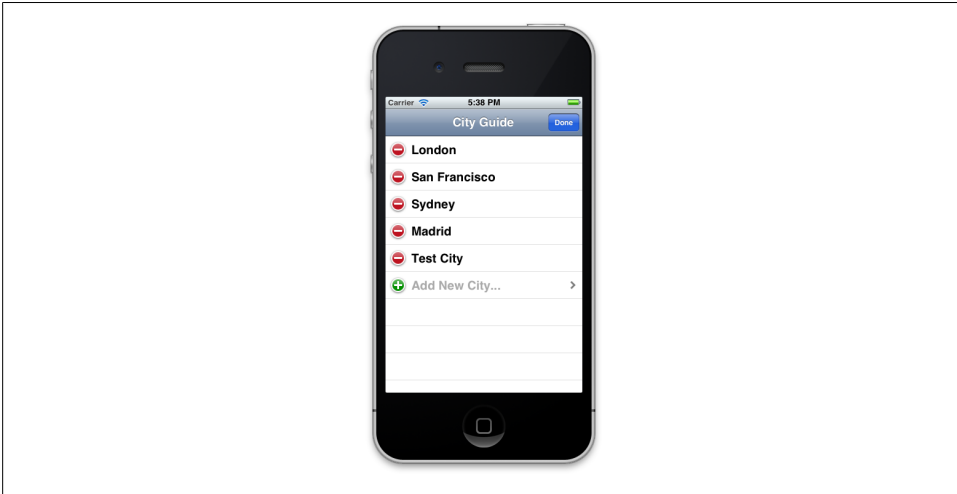 Carrier 5:38 PM
City Guide Done
London
San Francisco
Sydney
Madrid
Test City
Add New City...